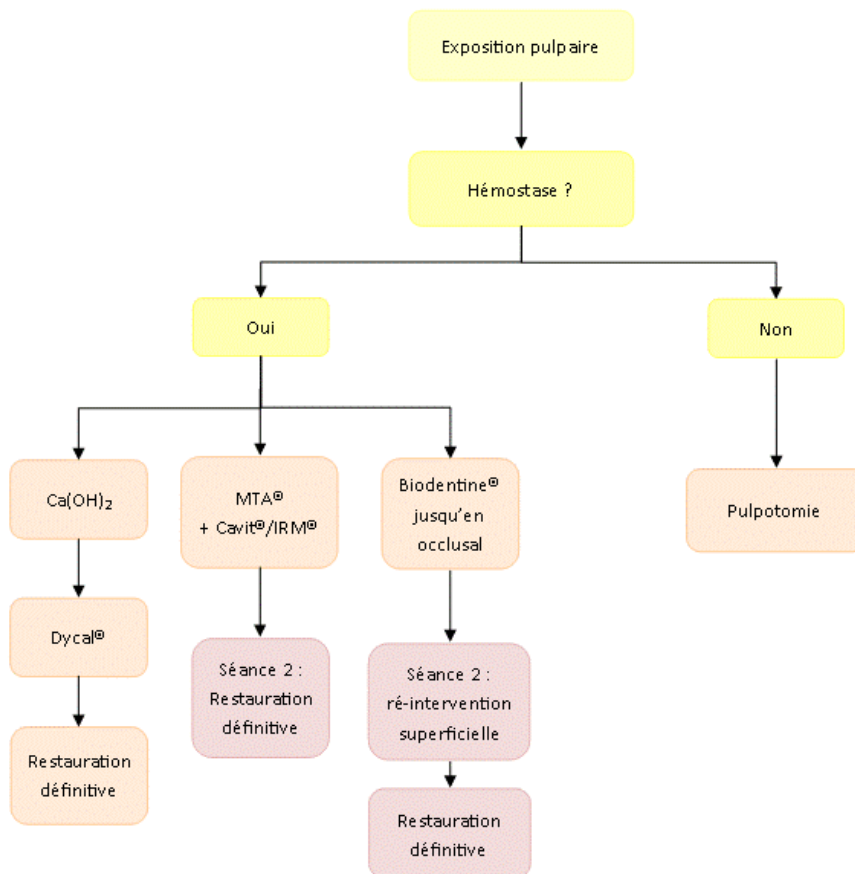 Exposition pulpaire
Hémostase ?
Oui
Non
Ca(OH)₂
MTA®
+ Cavit®/IRM®
Biodentine®
jusqu'en
occlusal
Pulpotomie
Dycal®
Séance 2 :
Restauration
définitive
Séance 2 :
ré-intervention
superficielle
Restauration
définitive
Restauration
définitive